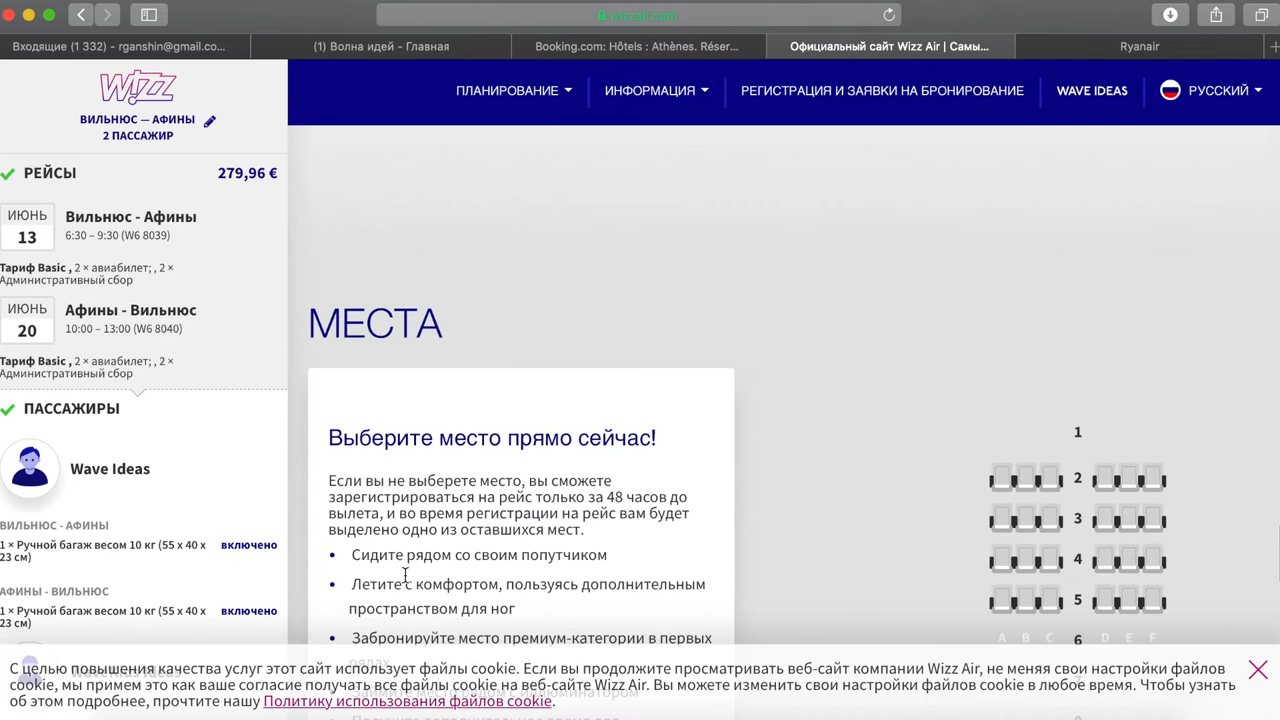 wizzair.com
Входящие (1 332) - rganshin@gmail.co...
(1) Волна идей - Главная
Booking.com: Hôtels : Athènes. Réser...
Официальный сайт Wizz Air | Самы...
Ryanair
WIZZ
ВИЛЬНЮС — АФИНЫ
2 ПАССАЖИР
ПЛАНИРОВАНИЕ
ИНФОРМАЦИЯ
РЕГИСТРАЦИЯ И ЗАЯВКИ НА БРОНИРОВАНИЕ
WAVE IDEAS
РУССКИЙ
РЕЙСЫ 279,96 €
ИЮНЬ
13
Вильнюс - Афины
6:30 – 9:30 (W6 8039)
Тариф Basic , 2 × авиабилет; , 2 ×
Административный сбор
ИЮНЬ
20
Афины - Вильнюс
10:00 – 13:00 (W6 8040)
Тариф Basic , 2 × авиабилет; , 2 ×
Административный сбор
ПАССАЖИРЫ
Wave Ideas
ВИЛЬНЮС - АФИНЫ
1 × Ручной багаж весом 10 кг (55 x 40 x включено
23 см)
АФИНЫ - ВИЛЬНЮС
1 × Ручной багаж весом 10 кг (55 x 40 x включено
23 см)
МЕСТА
Выберите место прямо сейчас!
Если вы не выберете место, вы сможете
зарегистрироваться на рейс только за 48 часов до
вылета, и во время регистрации на рейс вам будет
выделено одно из оставшихся мест.
• Сидите рядом со своим попутчиком
• Летите с комфортом, пользуясь дополнительным
пространством для ног
• Забронируйте место премиум-категории в первых
рядах
1
2
3
4
5
A B C 6 D E F
С целью повышения качества услуг этот сайт использует файлы cookie. Если вы продолжите просматривать веб-сайт компании Wizz Air, не меняя свои настройки файлов
cookie, мы примем это как ваше согласие получать все файлы cookie на веб-сайте Wizz Air. Вы можете изменить свои настройки файлов cookie в любое время. Чтобы узнать
об этом подробнее, прочтите нашу Политику использования файлов cookie.